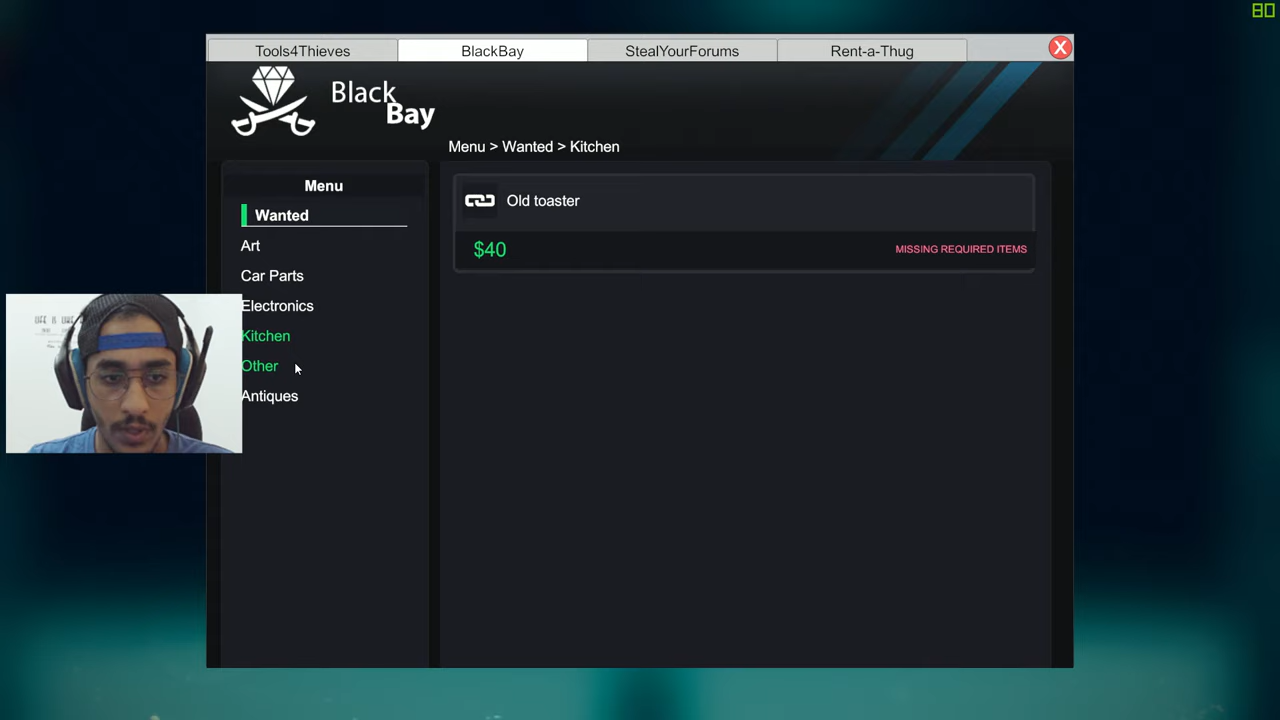 80
Tools4Thieves
BlackBay
StealYourForums
Rent-a-Thug
X
Black
Bay
Menu > Wanted > Kitchen
Menu
Wanted
Art
Car Parts
Electronics
Kitchen
Other
Antiques
Old toaster
$40
MISSING REQUIRED ITEMS